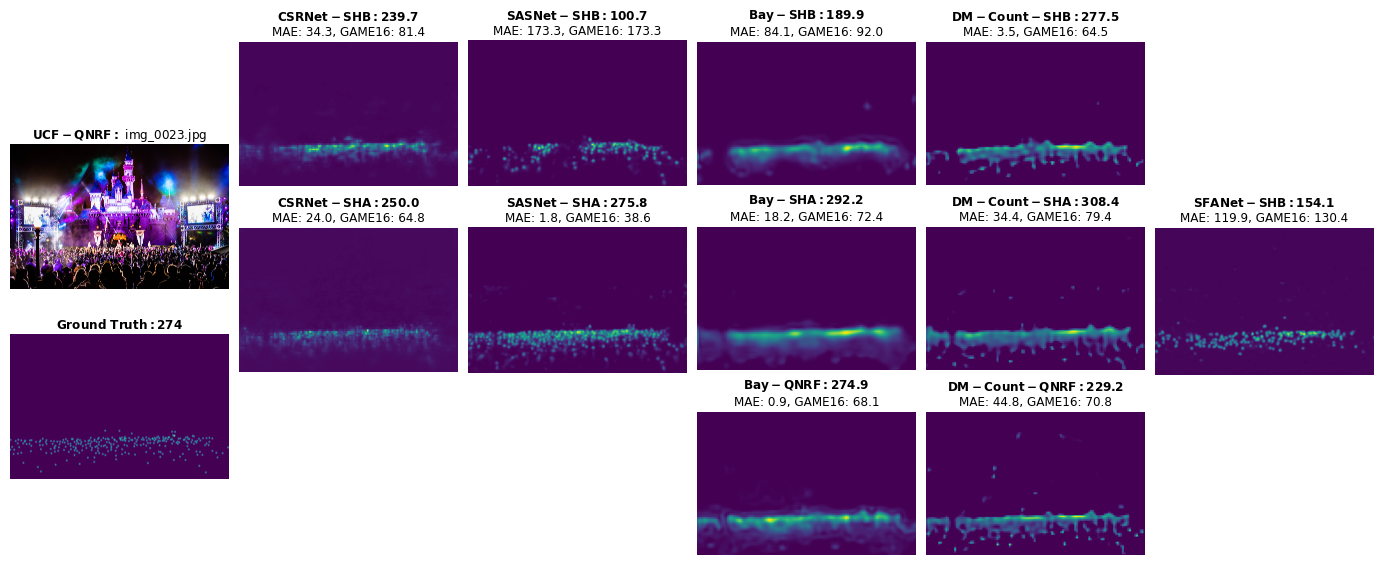 UCF-QNRF: img_0023.jpg
Ground Truth: 274
CSRNet-SHB: 239.7
MAE: 34.3, GAME16: 81.4
SASNet-SHB: 100.7
MAE: 173.3, GAME16: 173.3
Bay-SHB: 189.9
MAE: 84.1, GAME16: 92.0
DM-Count-SHB: 277.5
MAE: 3.5, GAME16: 64.5
CSRNet-SHA: 250.0
MAE: 24.0, GAME16: 64.8
SASNet-SHA: 275.8
MAE: 1.8, GAME16: 38.6
Bay-SHA: 292.2
MAE: 18.2, GAME16: 72.4
DM-Count-SHA: 308.4
MAE: 34.4, GAME16: 79.4
SFANet-SHB: 154.1
MAE: 119.9, GAME16: 130.4
Bay-QNRF: 274.9
MAE: 0.9, GAME16: 68.1
DM-Count-QNRF: 229.2
MAE: 44.8, GAME16: 70.8